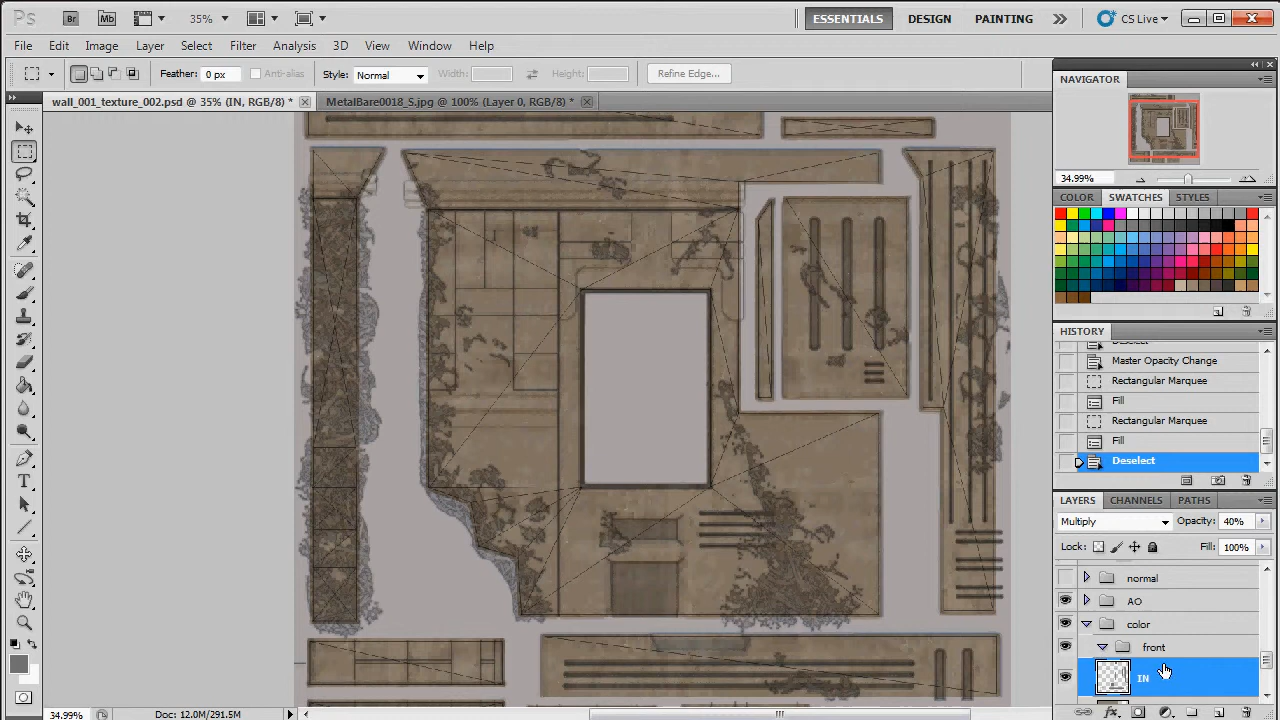 Ps Br Mb 35% ESSENTIALS DESIGN PAINTING CS Live
File Edit Image Layer Select Filter Analysis 3D View Window Help
Feather: 0 px Anti-alias Style: Normal Width: Height: Refine Edge...
wall_001_texture_002.psd @ 35% (IN, RGB/8) * MetalBare0018_S.jpg @ 100% (Layer 0, RGB/8*) *
NAVIGATOR
34.99%
COLOR SWATCHES STYLES
HISTORY
Deselect
Master Opacity Change
Rectangular Marquee
Fill
Rectangular Marquee
Fill
Deselect
LAYERS CHANNELS PATHS
Multiply Opacity: 40%
Lock: Fill: 100%
normal
AO
color
front
IN
34.99% Doc: 12.0M/291.5M